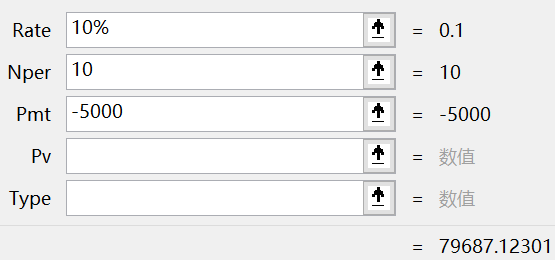 Rate 10% = 0.1
Nper 10 = 10
Pmt -5000 = -5000
Pv = 数值
Type = 数值
= 79687.12301